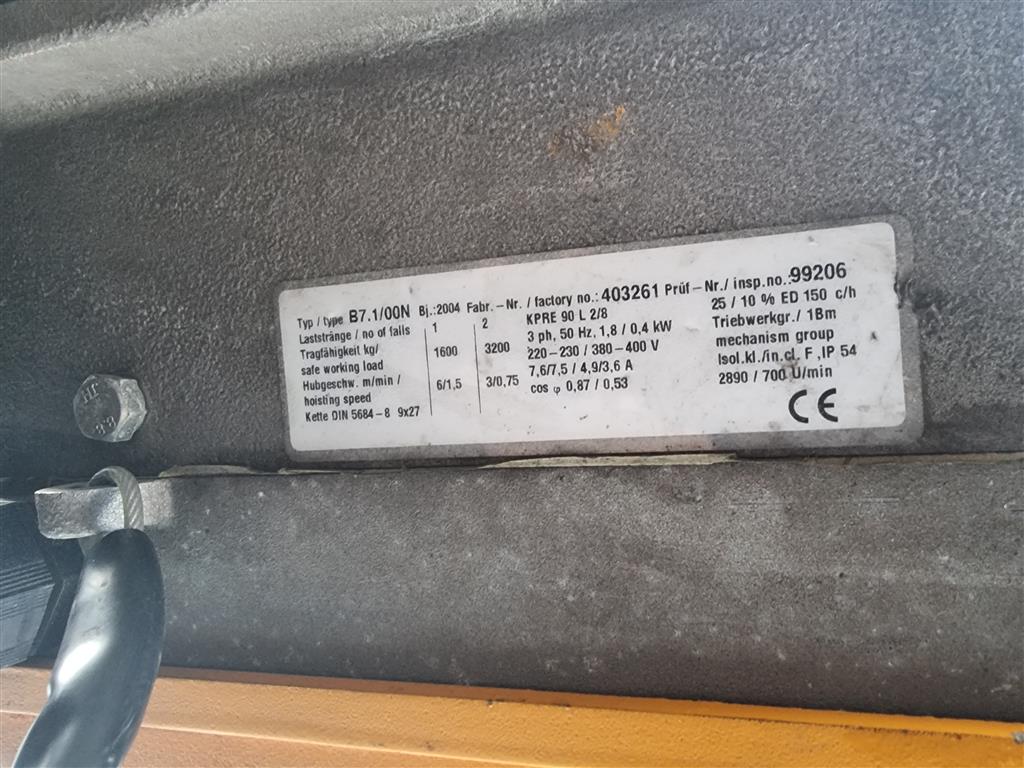 Typ / type B7.1/00N Bj.:2004 Fabr. – Nr. / factory no.: 403261 Prüf – Nr./ insp.no.:99206
Laststränge / no of falls 1 2 KPRE 90 L 2/8 25 / 10 % ED 150 c/h
Tragfähigkeit kg/ 1600 3200 3 ph, 50 Hz, 1,8 / 0,4 kW Triebwerkgr./ 1Bm
safe working load 220–230 / 380–400 V mechanism group
Hubgeschw. m/min / 6/1,5 3/0,75 7,6/7,5 / 4,9/3,6 A Isol.kl./in.cl. F ,IP 54
hoisting speed cos φ 0,87 / 0,53 2890 / 700 U/min
Kette DIN 5684–8 9x27
CE
8.8